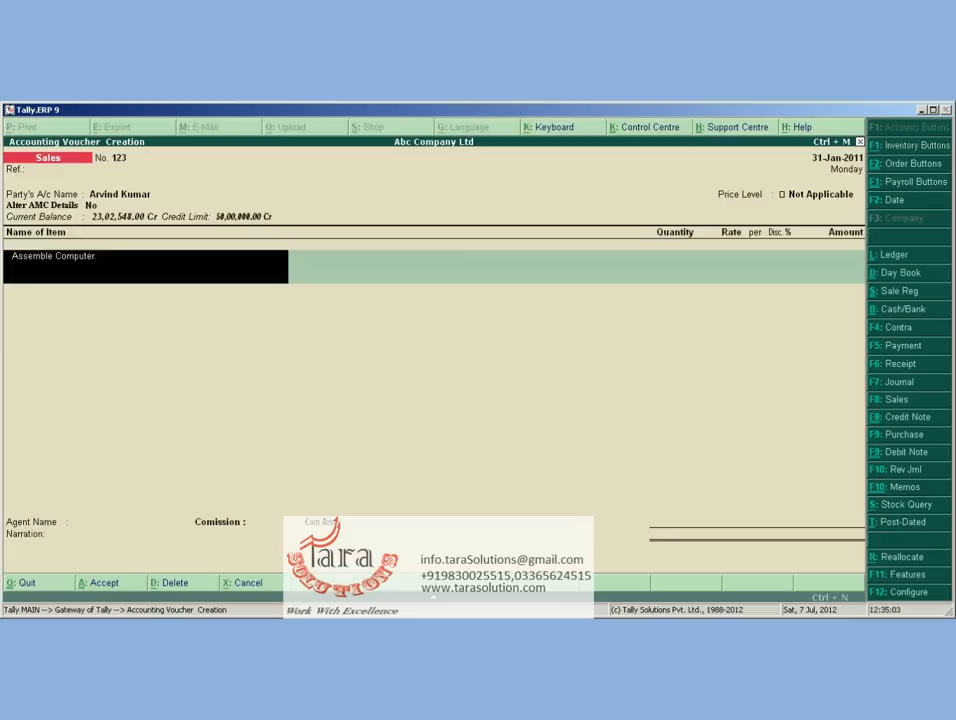 Tally.ERP 9
P: Print E: Export M: E-Mail O: Upload S: Shop G: Language K: Keyboard K: Control Centre H: Support Centre H: Help
Accounting Voucher Creation Abc Company Ltd Ctrl + M
Sales No. 123 31-Jan-2011
Ref.: Monday
Party's A/c Name : Arvind Kumar Price Level : Not Applicable
Alter AMC Details No
Current Balance : 23,02,548.00 Cr Credit Limit: 50,00,000.00 Cr
Name of Item Quantity Rate per Disc. % Amount
Assemble Computer.
Agent Name : Comission : Com Amt
Narration:
Q: Quit A: Accept D: Delete X: Cancel
Ctrl + N
Tally MAIN --> Gateway of Tally --> Accounting Voucher Creation (c) Tally Solutions Pvt. Ltd., 1988-2012 Sat, 7 Jul, 2012 12:35:03
F1: Accounts Buttons
F1: Inventory Buttons
F2: Order Buttons
F1: Payroll Buttons
F2: Date
F3: Company
L: Ledger
D: Day Book
S: Sale Reg
B: Cash/Bank
F4: Contra
F5: Payment
F6: Receipt
F7: Journal
F8: Sales
F8: Credit Note
F9: Purchase
F9: Debit Note
F10: Rev Jrnl
F10: Memos
S: Stock Query
T: Post-Dated
R: Reallocate
F11: Features
F12: Configure
Tara
SOLUTIONS
Work With Excellence
info.taraSolutions@gmail.com
+919830025515,03365624515
www.tarasolution.com